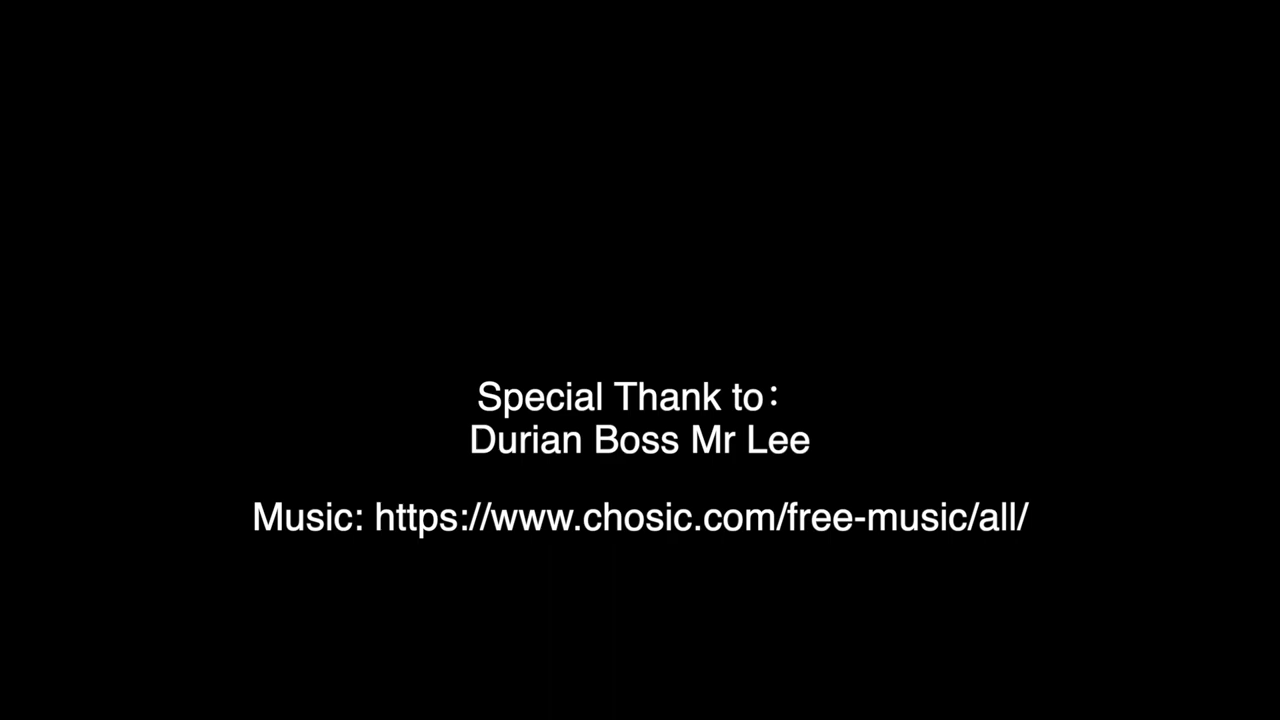 Special Thank to：
Durian Boss Mr Lee
Music: https://www.chosic.com/free-music/all/